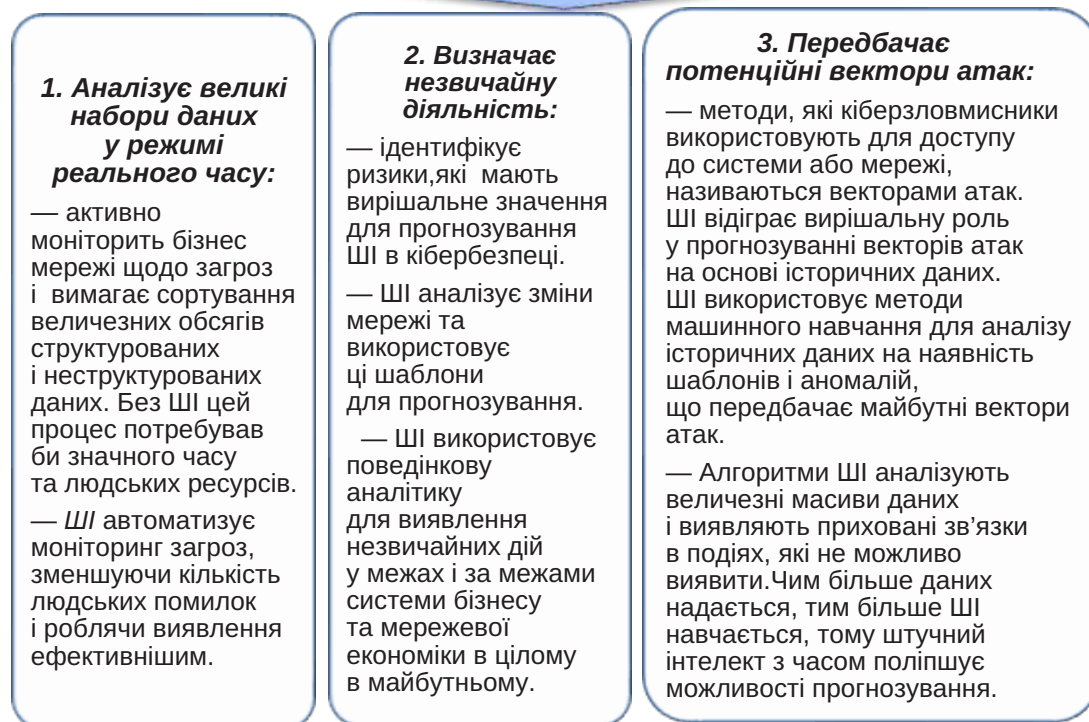 1. Аналізує великі
набори даних
у режимі
реального часу:
— активно
моніторить бізнес
мережі щодо загроз
і  вимагає сортування
величезних обсягів
структурованих
і неструктурованих
даних. Без ШІ цей
процес потребував
би значного часу
та людських ресурсів.
— ШІ автоматизує
моніторинг загроз,
зменшуючи кількість
людських помилок
і роблячи виявлення
ефективнішим.
2. Визначає
незвичайну
діяльність:
— ідентифікує
ризики,які  мають
вирішальне значення
для прогнозування
ШІ в кібербезпеці.
— ШІ аналізує зміни
мережі та
використовує
ці шаблони
для прогнозування.
— ШІ використовує
поведінкову
аналітику
для виявлення
незвичайних дій
у межах і за межами
системи бізнесу
та мережевої
економіки в цілому
в майбутньому.
3. Передбачає
потенційні вектори атак:
— методи, які кіберзловмисники
використовують для доступу
до системи або мережі,
називаються векторами атак.
ШІ відіграє вирішальну роль
у прогнозуванні векторів атак
на основі історичних даних.
ШІ використовує методи
машинного навчання для аналізу
історичних даних на наявність
шаблонів і аномалій,
що передбачає майбутні вектори
атак.
— Алгоритми ШІ аналізують
величезні масиви даних
і виявляють приховані зв’язки
в подіях, які не можливо
виявити.Чим більше даних
надається, тим більше ШІ
навчається, тому штучний
інтелект з часом поліпшує
можливості прогнозування.